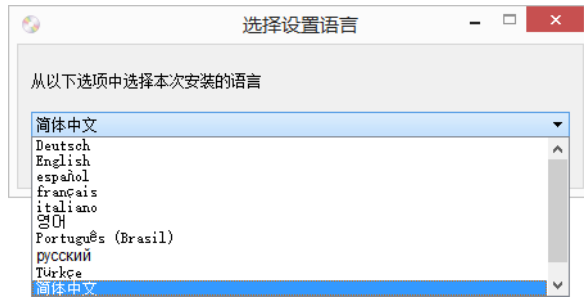 选择设置语言
从以下选项中选择本次安装的语言
简体中文
Deutsch
English
español
français
italiano
영어
Português (Brasil)
русский
Türkçe
简体中文